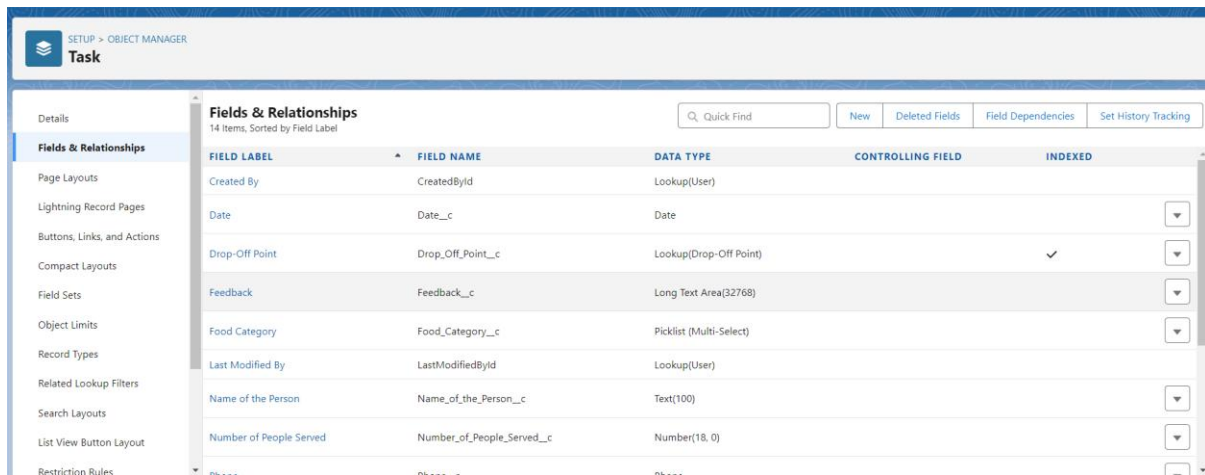 SETUP > OBJECT MANAGER
Task
Details
Fields & Relationships
Page Layouts
Lightning Record Pages
Buttons, Links, and Actions
Compact Layouts
Field Sets
Object Limits
Record Types
Related Lookup Filters
Search Layouts
List View Button Layout
Restriction Rules
Fields & Relationships
14 Items, Sorted by Field Label
Quick Find
New
Deleted Fields
Field Dependencies
Set History Tracking
FIELD LABEL FIELD NAME DATA TYPE CONTROLLING FIELD INDEXED
Created By CreatedById Lookup(User)
Date Date__c Date
Drop-Off Point Drop_Off_Point__c Lookup(Drop-Off Point)
Feedback Feedback__c Long Text Area(32768)
Food Category Food_Category__c Picklist (Multi-Select)
Last Modified By LastModifiedById Lookup(User)
Name of the Person Name_of_the_Person__c Text(100)
Number of People Served Number_of_People_Served__c Number(18, 0)
Phone Phone__c Phone